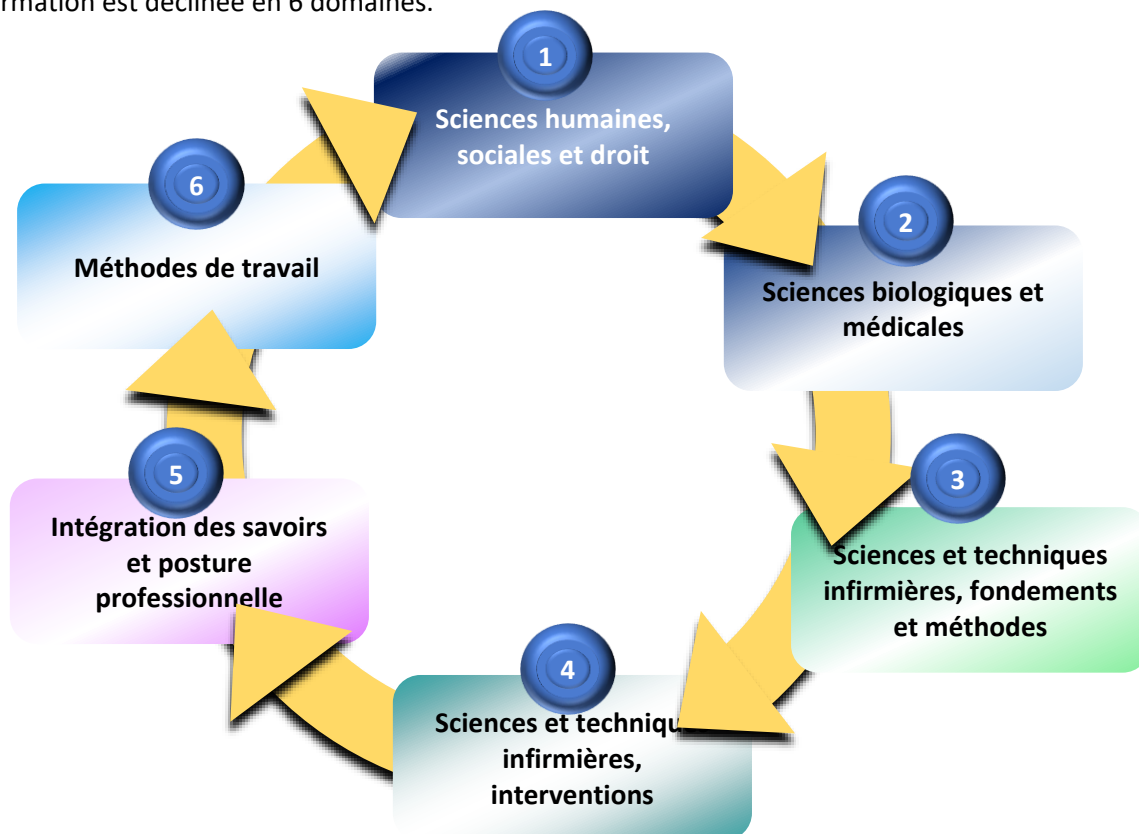 rmation est déclinée en 6 domaines.
1
Sciences humaines,
sociales et droit
2
Sciences biologiques et
médicales
3
Sciences et techniques
infirmières, fondements
et méthodes
4
Sciences et techniqu
infirmières,
interventions
5
Intégration des savoirs
et posture
professionnelle
6
Méthodes de travail